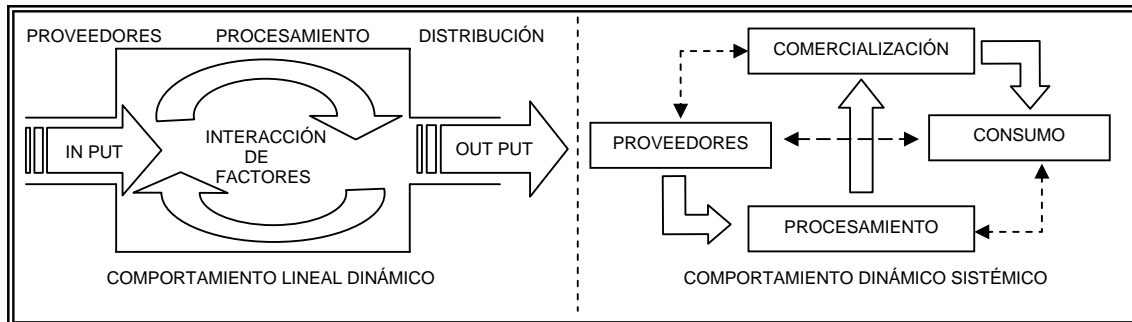 PROVEEDORES
PROCESAMIENTO
DISTRIBUCIÓN
IN PUT
INTERACCIÓN
DE
FACTORES
OUT PUT
COMPORTAMIENTO LINEAL DINÁMICO
COMERCIALIZACIÓN
PROVEEDORES
CONSUMO
PROCESAMIENTO
COMPORTAMIENTO DINÁMICO SISTÉMICO